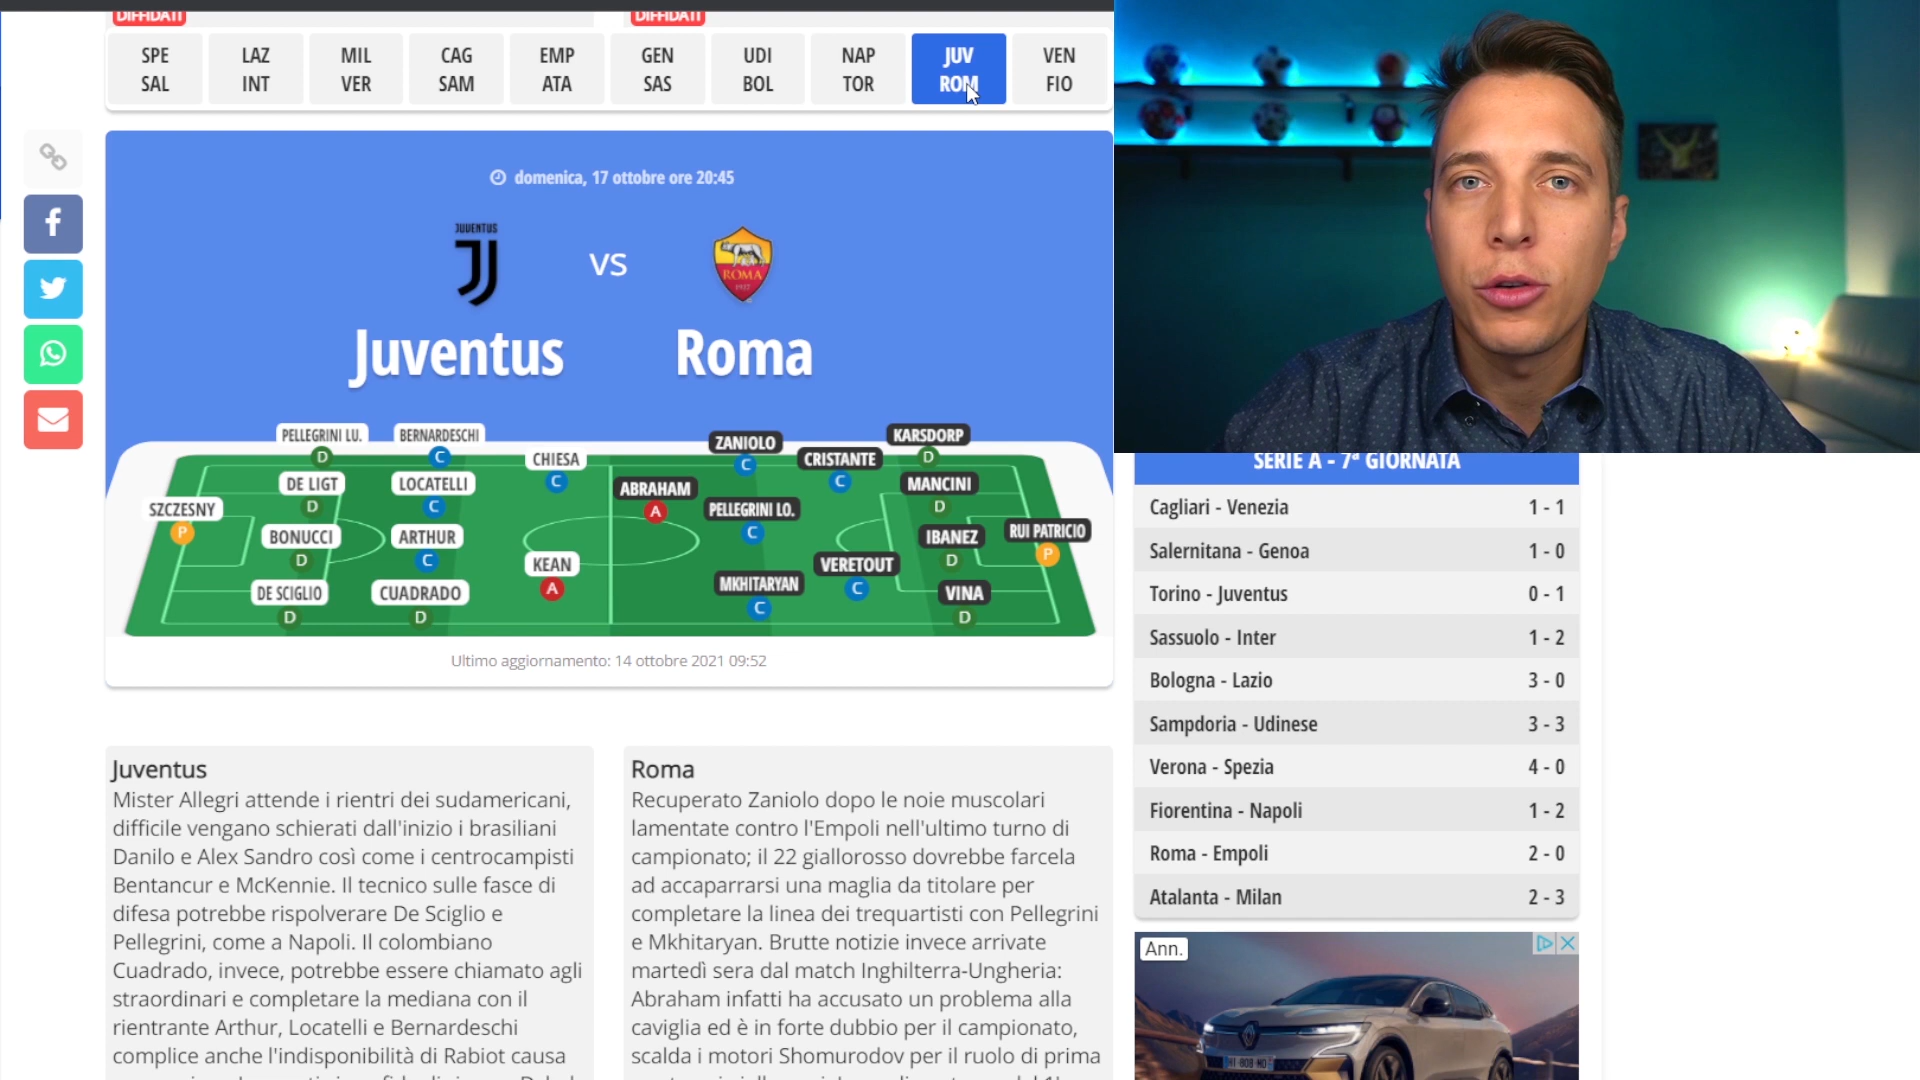 DIFFIDATI
DIFFIDATI
SPE
SAL
LAZ
INT
MIL
VER
CAG
SAM
EMP
ATA
GEN
SAS
UDI
BOL
NAP
TOR
JUV
ROM
VEN
FIO
domenica, 17 ottobre ore 20:45
JUVENTUS
ROMA
1927
VS
Juventus
Roma
PELLEGRINI LU.
D
BERNARDESCHI
C
CHIESA
C
DE LIGT
D
LOCATELLI
C
SZCZESNY
P
BONUCCI
D
ARTHUR
C
KEAN
A
DE SCIGLIO
D
CUADRADO
D
ZANIOLO
C
KARSDORP
D
CRISTANTE
C
ABRAHAM
A
MANCINI
D
PELLEGRINI LO.
C
RUI PATRICIO
P
IBANEZ
D
VERETOUT
C
MKHITARYAN
C
VINA
D
Ultimo aggiornamento: 14 ottobre 2021 09:52
Juventus
Mister Allegri attende i rientri dei sudamericani,
difficile vengano schierati dall'inizio i brasiliani
Danilo e Alex Sandro così come i centrocampisti
Bentancur e McKennie. Il tecnico sulle fasce di
difesa potrebbe rispolverare De Sciglio e
Pellegrini, come a Napoli. Il colombiano
Cuadrado, invece, potrebbe essere chiamato agli
straordinari e completare la mediana con il
rientrante Arthur, Locatelli e Bernardeschi
complice anche l'indisponibilità di Rabiot causa
Roma
Recuperato Zaniolo dopo le noie muscolari
lamentate contro l'Empoli nell'ultimo turno di
campionato; il 22 giallorosso dovrebbe farcela
ad accaparrarsi una maglia da titolare per
completare la linea dei trequartisti con Pellegrini
e Mkhitaryan. Brutte notizie invece arrivate
martedì sera dal match Inghilterra-Ungheria:
Abraham infatti ha accusato un problema alla
caviglia ed è in forte dubbio per il campionato,
scalda i motori Shomurodov per il ruolo di prima
SERIE A - 7ª GIORNATA
Cagliari - Venezia 1 - 1
Salernitana - Genoa 1 - 0
Torino - Juventus 0 - 1
Sassuolo - Inter 1 - 2
Bologna - Lazio 3 - 0
Sampdoria - Udinese 3 - 3
Verona - Spezia 4 - 0
Fiorentina - Napoli 1 - 2
Roma - Empoli 2 - 0
Atalanta - Milan 2 - 3
Ann.